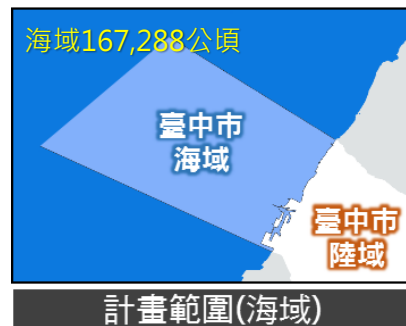 海域167,288公頃
臺中市
海域
臺中市
陸域
計畫範圍(海域)